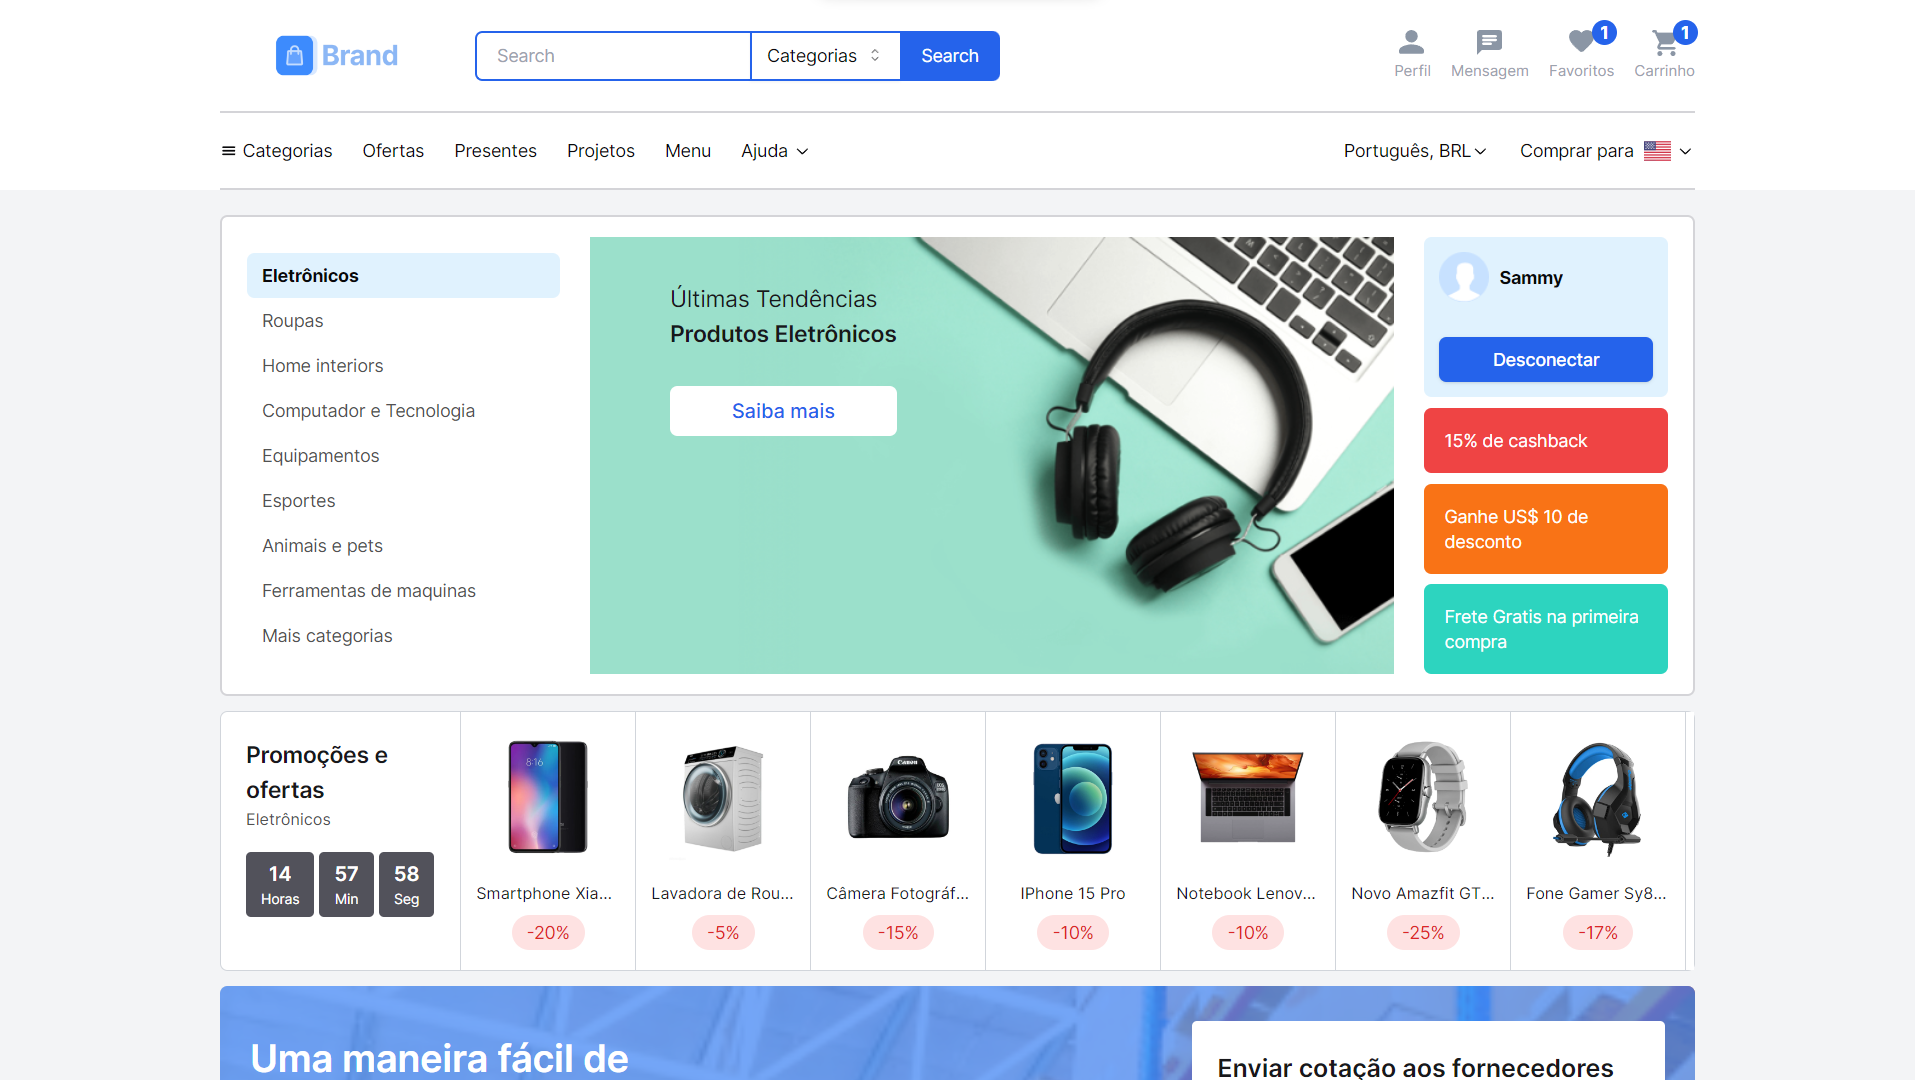 Brand
Search
Categorias
Search
Perfil
Mensagem
1
Favoritos
1
Carrinho
Categorias
Ofertas
Presentes
Projetos
Menu
Ajuda
Português, BRL
Comprar para
Eletrônicos
Roupas
Home interiors
Computador e Tecnologia
Equipamentos
Esportes
Animais e pets
Ferramentas de maquinas
Mais categorias
Últimas Tendências
Produtos Eletrônicos
Saiba mais
Sammy
Desconectar
15% de cashback
Ganhe US$ 10 de
desconto
Frete Gratis na primeira
compra
Promoções e
ofertas
Eletrônicos
14
Horas
57
Min
58
Seg
8:16
Smartphone Xia...
-20%
Lavadora de Rou...
-5%
Canon
Câmera Fotográf...
-15%
IPhone 15 Pro
-10%
Notebook Lenov...
-10%
Novo Amazfit GT...
-25%
Fone Gamer Sy8...
-17%
Uma maneira fácil de
Enviar cotação aos fornecedores